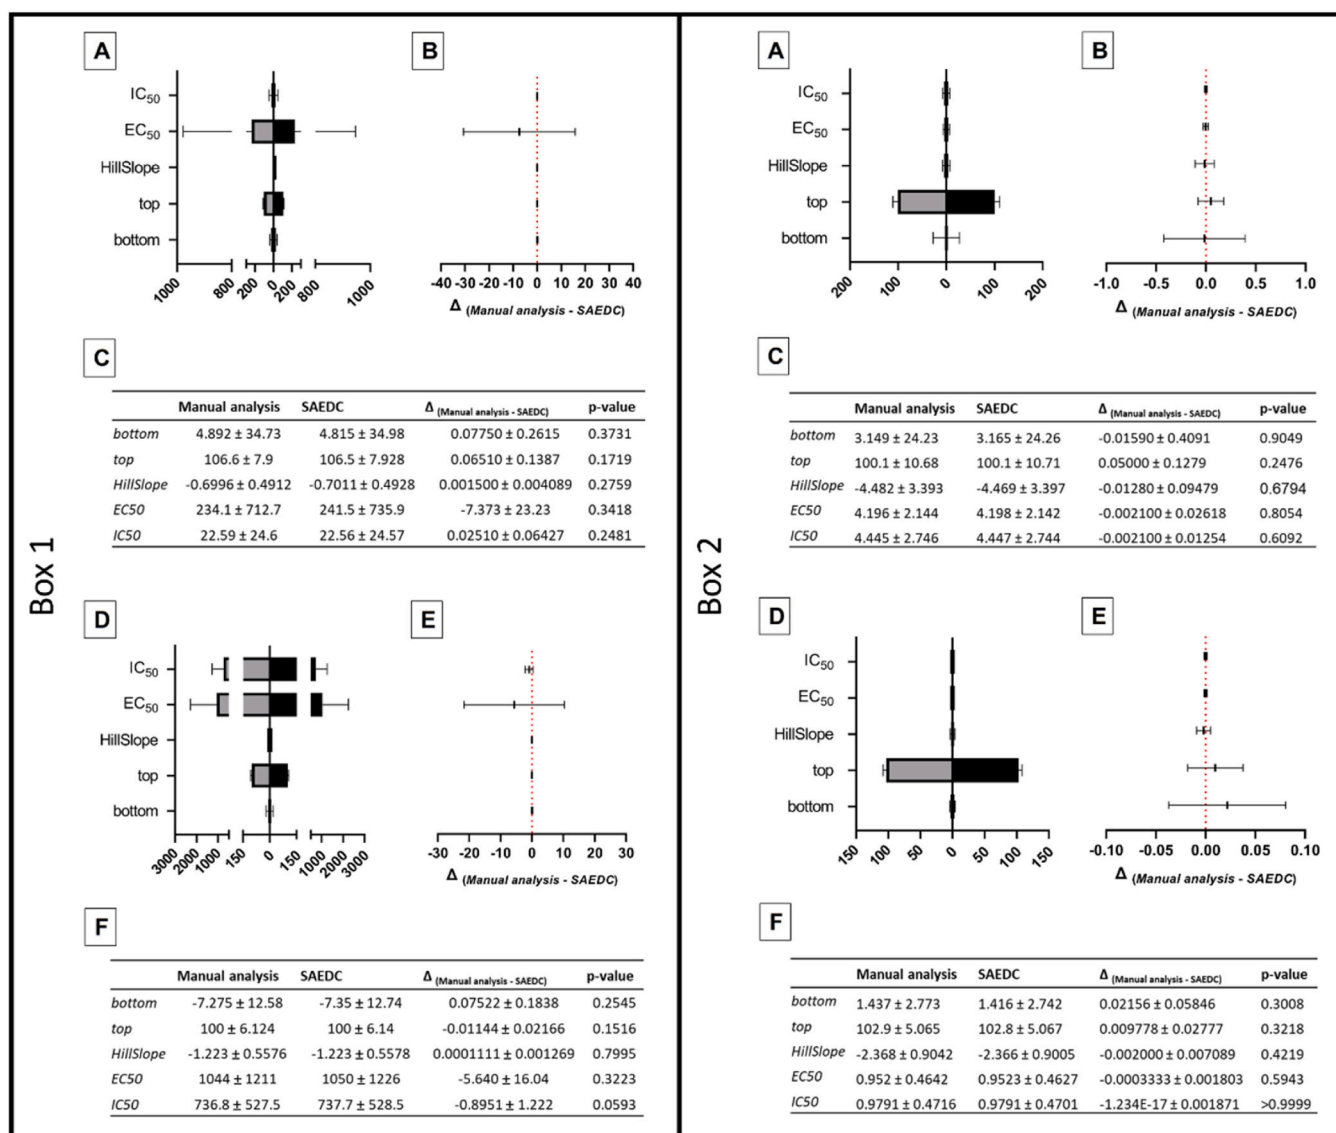 Box 1
A
IC50
EC50
HillSlope
top
bottom
1000 800 200 0 200 800 1000
B
-40 -30 -20 -10 0 10 20 30 40
Δ (Manual analysis - SAEDC)
C
Manual analysis SAEDC Δ (Manual analysis - SAEDC) p-value
bottom 4.892 ± 34.73 4.815 ± 34.98 0.07750 ± 0.2615 0.3731
top 106.6 ± 7.9 106.5 ± 7.928 0.06510 ± 0.1387 0.1719
HillSlope -0.6996 ± 0.4912 -0.7011 ± 0.4928 0.001500 ± 0.004089 0.2759
EC50 234.1 ± 712.7 241.5 ± 735.9 -7.373 ± 23.23 0.3418
IC50 22.59 ± 24.6 22.56 ± 24.57 0.02510 ± 0.06427 0.2481
D
IC50
EC50
HillSlope
top
bottom
3000 2000 1000 150 0 150 1000 2000 3000
E
-30 -20 -10 0 10 20 30
Δ (Manual analysis - SAEDC)
F
Manual analysis SAEDC Δ (Manual analysis - SAEDC) p-value
bottom -7.275 ± 12.58 -7.35 ± 12.74 0.07522 ± 0.1838 0.2545
top 100 ± 6.124 100 ± 6.14 -0.01144 ± 0.02166 0.1516
HillSlope -1.223 ± 0.5576 -1.223 ± 0.5578 0.0001111 ± 0.001269 0.7995
EC50 1044 ± 1211 1050 ± 1226 -5.640 ± 16.04 0.3223
IC50 736.8 ± 527.5 737.7 ± 528.5 -0.8951 ± 1.222 0.0593
Box 2
A
IC50
EC50
HillSlope
top
bottom
200 100 0 100 200
B
-1.0 -0.5 0.0 0.5 1.0
Δ (Manual analysis - SAEDC)
C
Manual analysis SAEDC Δ (Manual analysis - SAEDC) p-value
bottom 3.149 ± 24.23 3.165 ± 24.26 -0.01590 ± 0.4091 0.9049
top 100.1 ± 10.68 100.1 ± 10.71 0.05000 ± 0.1279 0.2476
HillSlope -4.482 ± 3.393 -4.469 ± 3.397 -0.01280 ± 0.09479 0.6794
EC50 4.196 ± 2.144 4.198 ± 2.142 -0.002100 ± 0.02618 0.8054
IC50 4.445 ± 2.746 4.447 ± 2.744 -0.002100 ± 0.01254 0.6092
D
IC50
EC50
HillSlope
top
bottom
150 100 50 0 50 100 150
E
-0.10 -0.05 0.00 0.05 0.10
Δ (Manual analysis - SAEDC)
F
Manual analysis SAEDC Δ (Manual analysis - SAEDC) p-value
bottom 1.437 ± 2.773 1.416 ± 2.742 0.02156 ± 0.05846 0.3008
top 102.9 ± 5.065 102.8 ± 5.067 0.009778 ± 0.02777 0.3218
HillSlope -2.368 ± 0.9042 -2.366 ± 0.9005 -0.002000 ± 0.007089 0.4219
EC50 0.952 ± 0.4642 0.9523 ± 0.4627 -0.0003333 ± 0.001803 0.5943
IC50 0.9791 ± 0.4716 0.9791 ± 0.4701 -1.234E-17 ± 0.001871 >0.9999